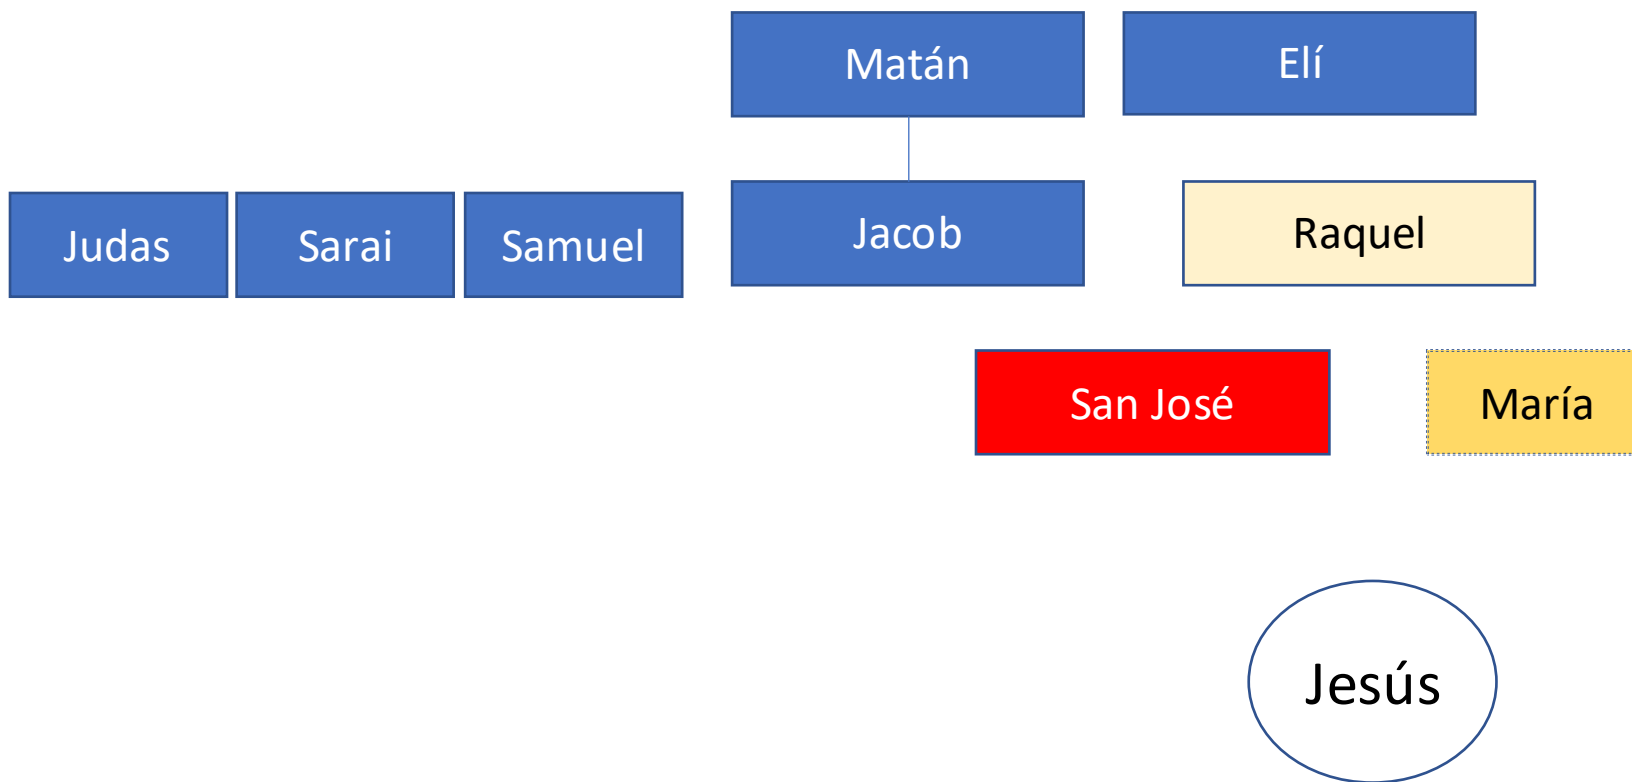 Matán
Elí
Judas
Sarai
Samuel
Jacob
Raquel
San José
María
Jesús